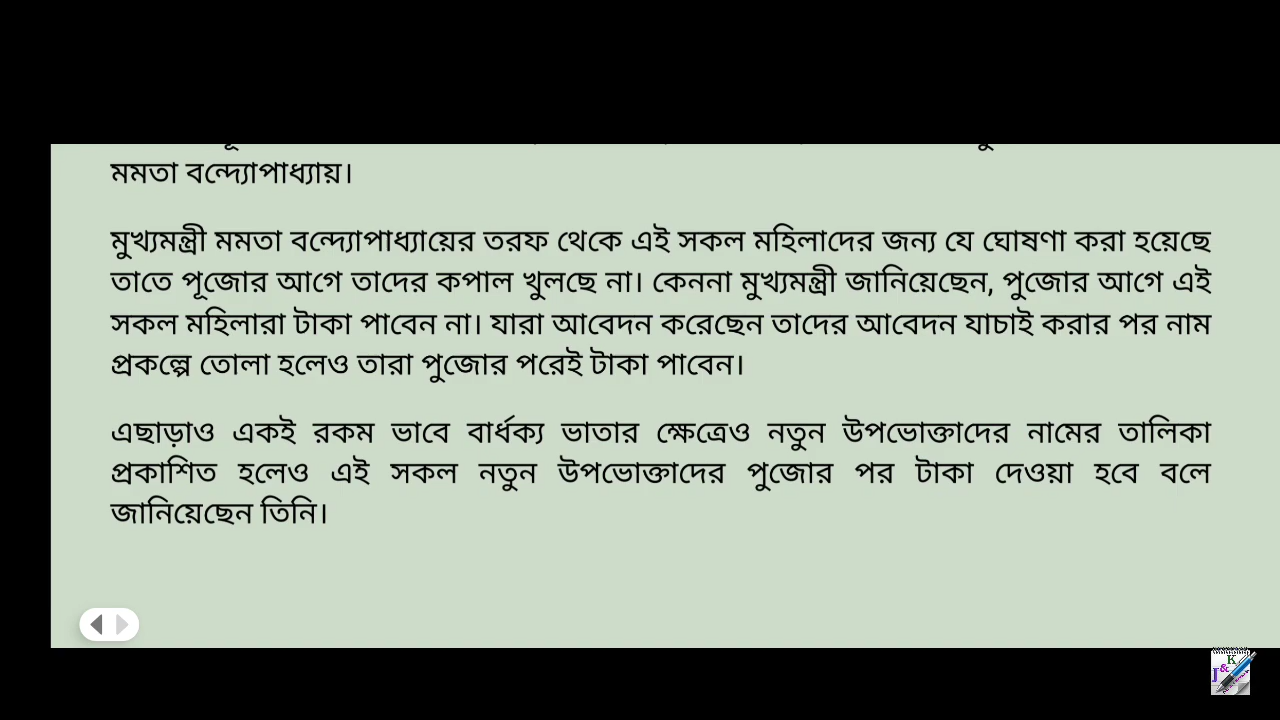 মমতা বন্দ্যোপাধ্যায়।
মুখ্যমন্ত্রী মমতা বন্দ্যোপাধ্যায়ের তরফ থেকে এই সকল মহিলাদের জন্য যে ঘোষণা করা হয়েছে
তাতে পূজোর আগে তাদের কপাল খুলছে না। কেননা মুখ্যমন্ত্রী জানিয়েছেন, পুজোর আগে এই
সকল মহিলারা টাকা পাবেন না। যারা আবেদন করেছেন তাদের আবেদন যাচাই করার পর নাম
প্রকল্পে তোলা হলেও তারা পুজোর পরেই টাকা পাবেন।
এছাড়াও একই রকম ভাবে বার্ধক্য ভাতার ক্ষেত্রেও নতুন উপভোক্তাদের নামের তালিকা
প্রকাশিত হলেও এই সকল নতুন উপভোক্তাদের পুজোর পর টাকা দেওয়া হবে বলে
জানিয়েছেন তিনি।
J&K